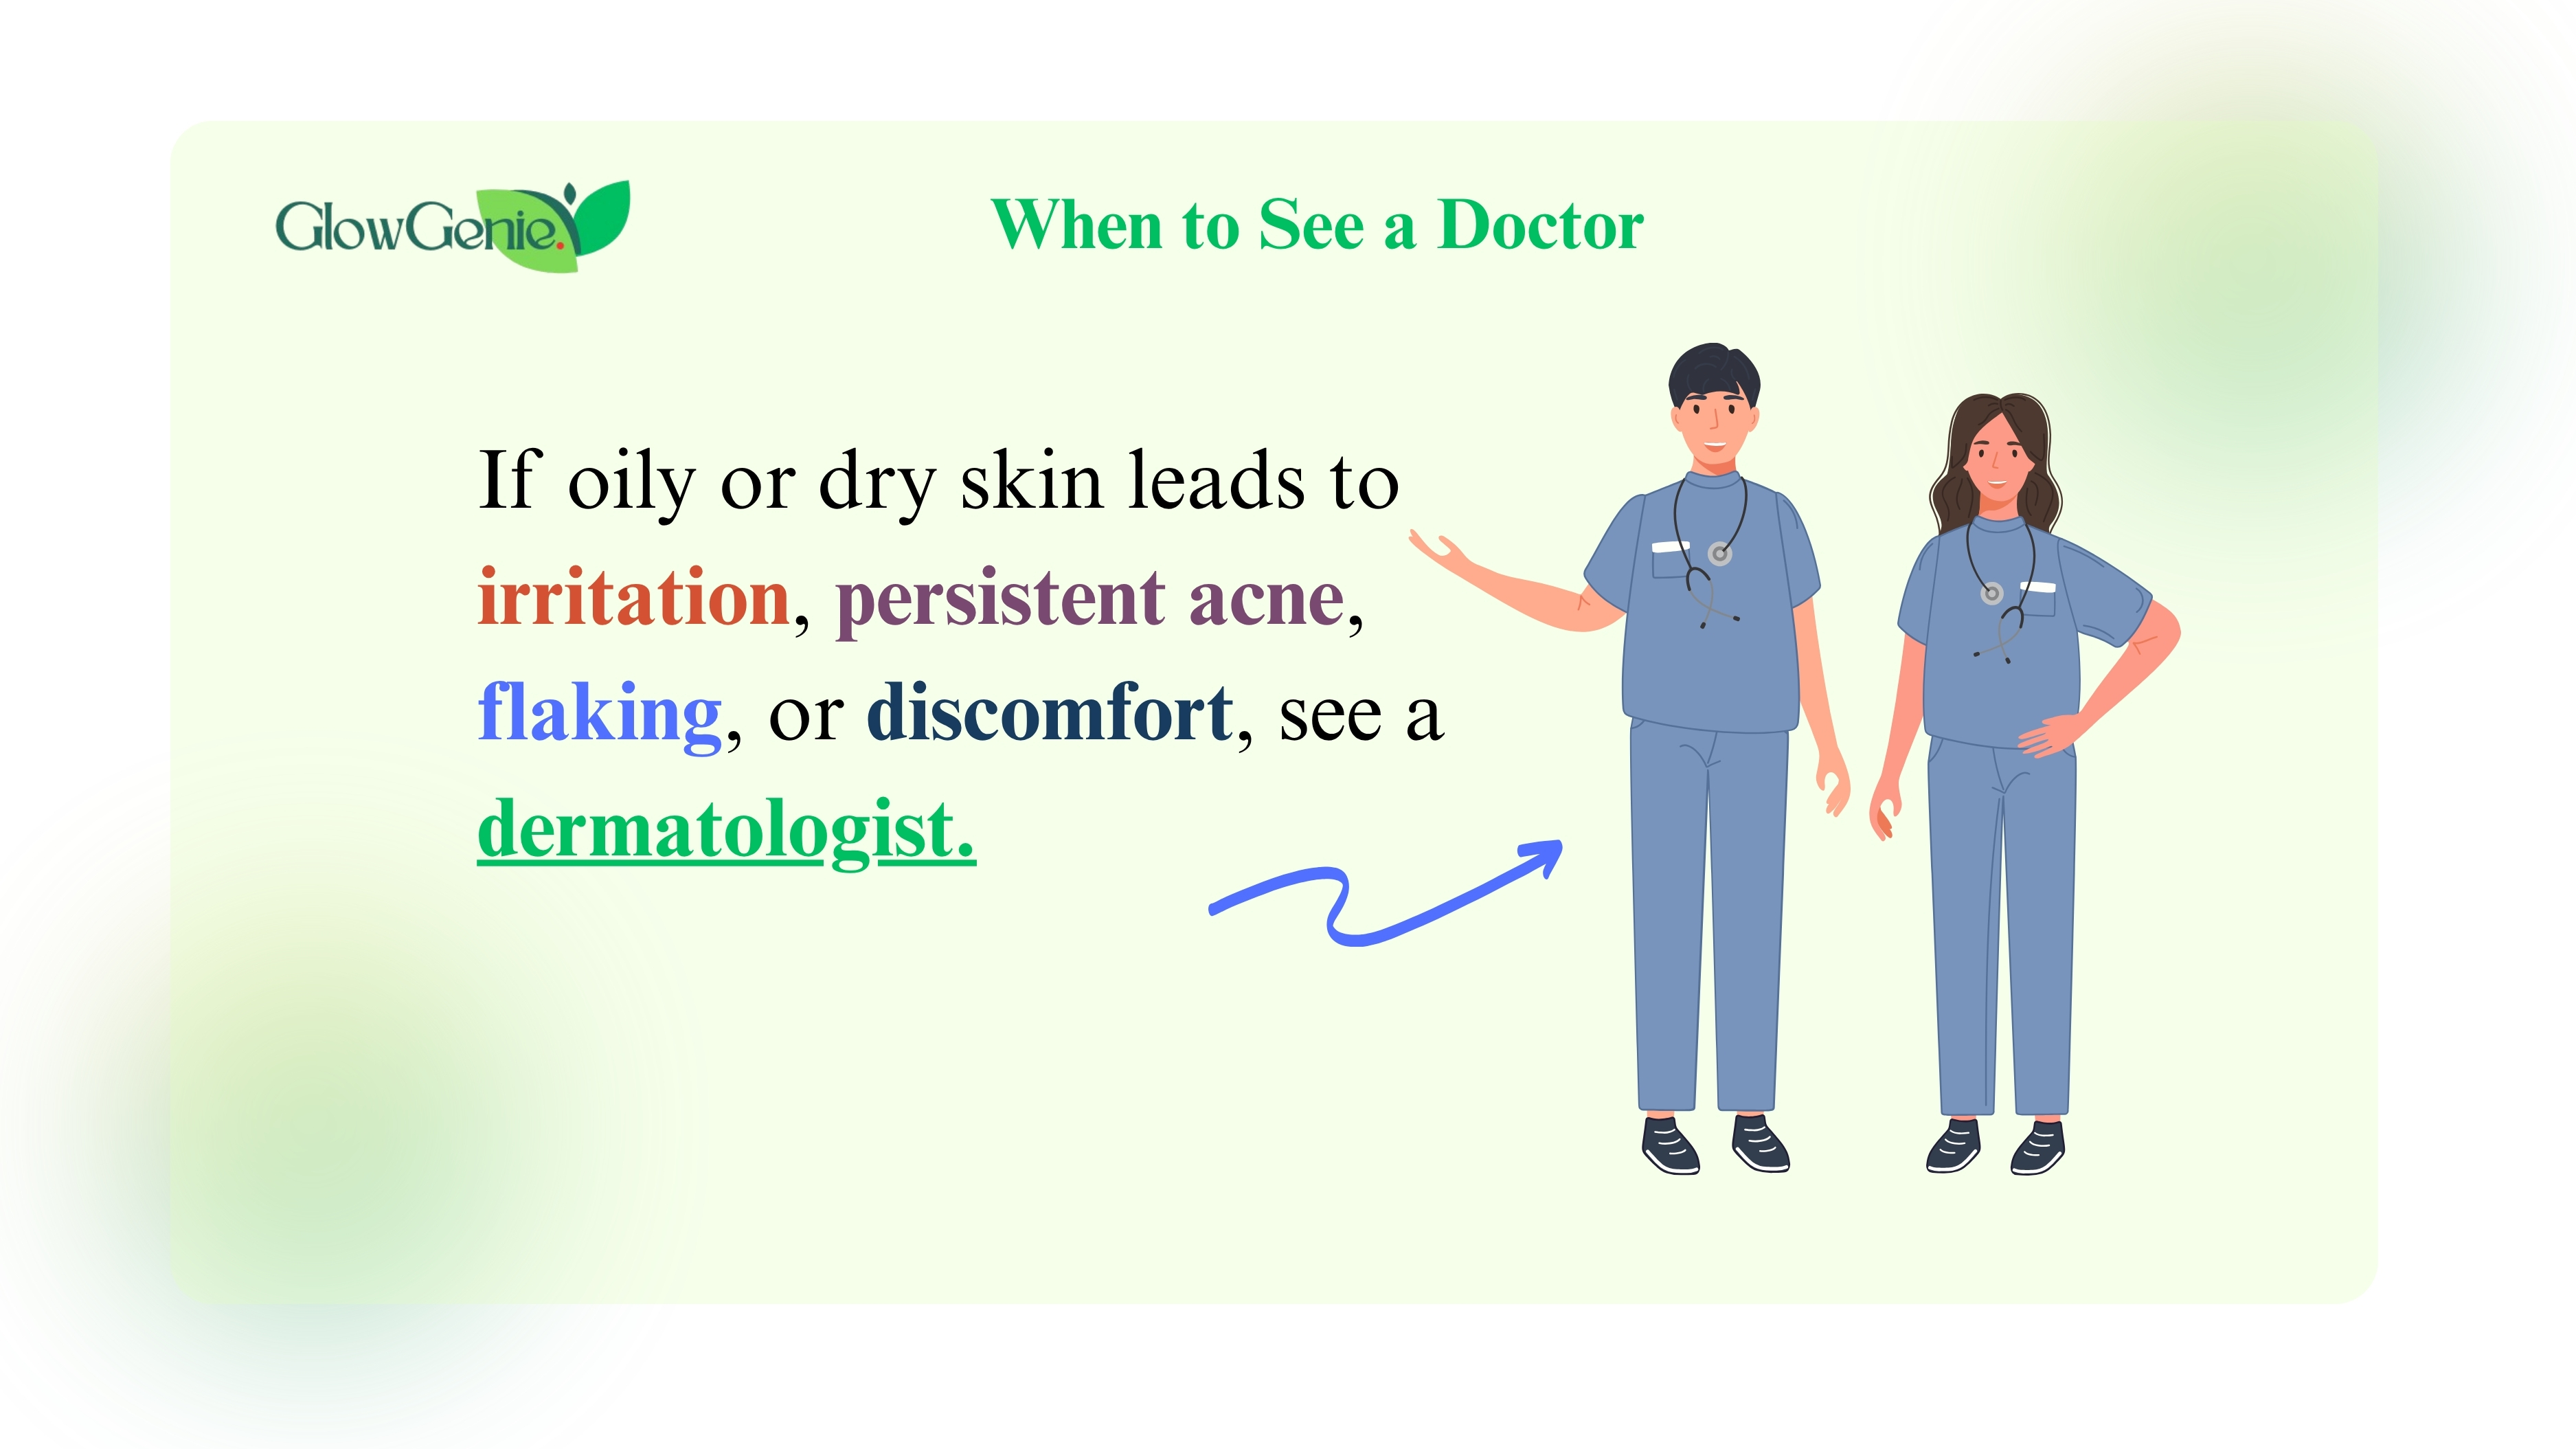 GlowGenie.
When to See a Doctor
If oily or dry skin leads to
irritation, persistent acne,
flaking, or discomfort, see a
dermatologist.